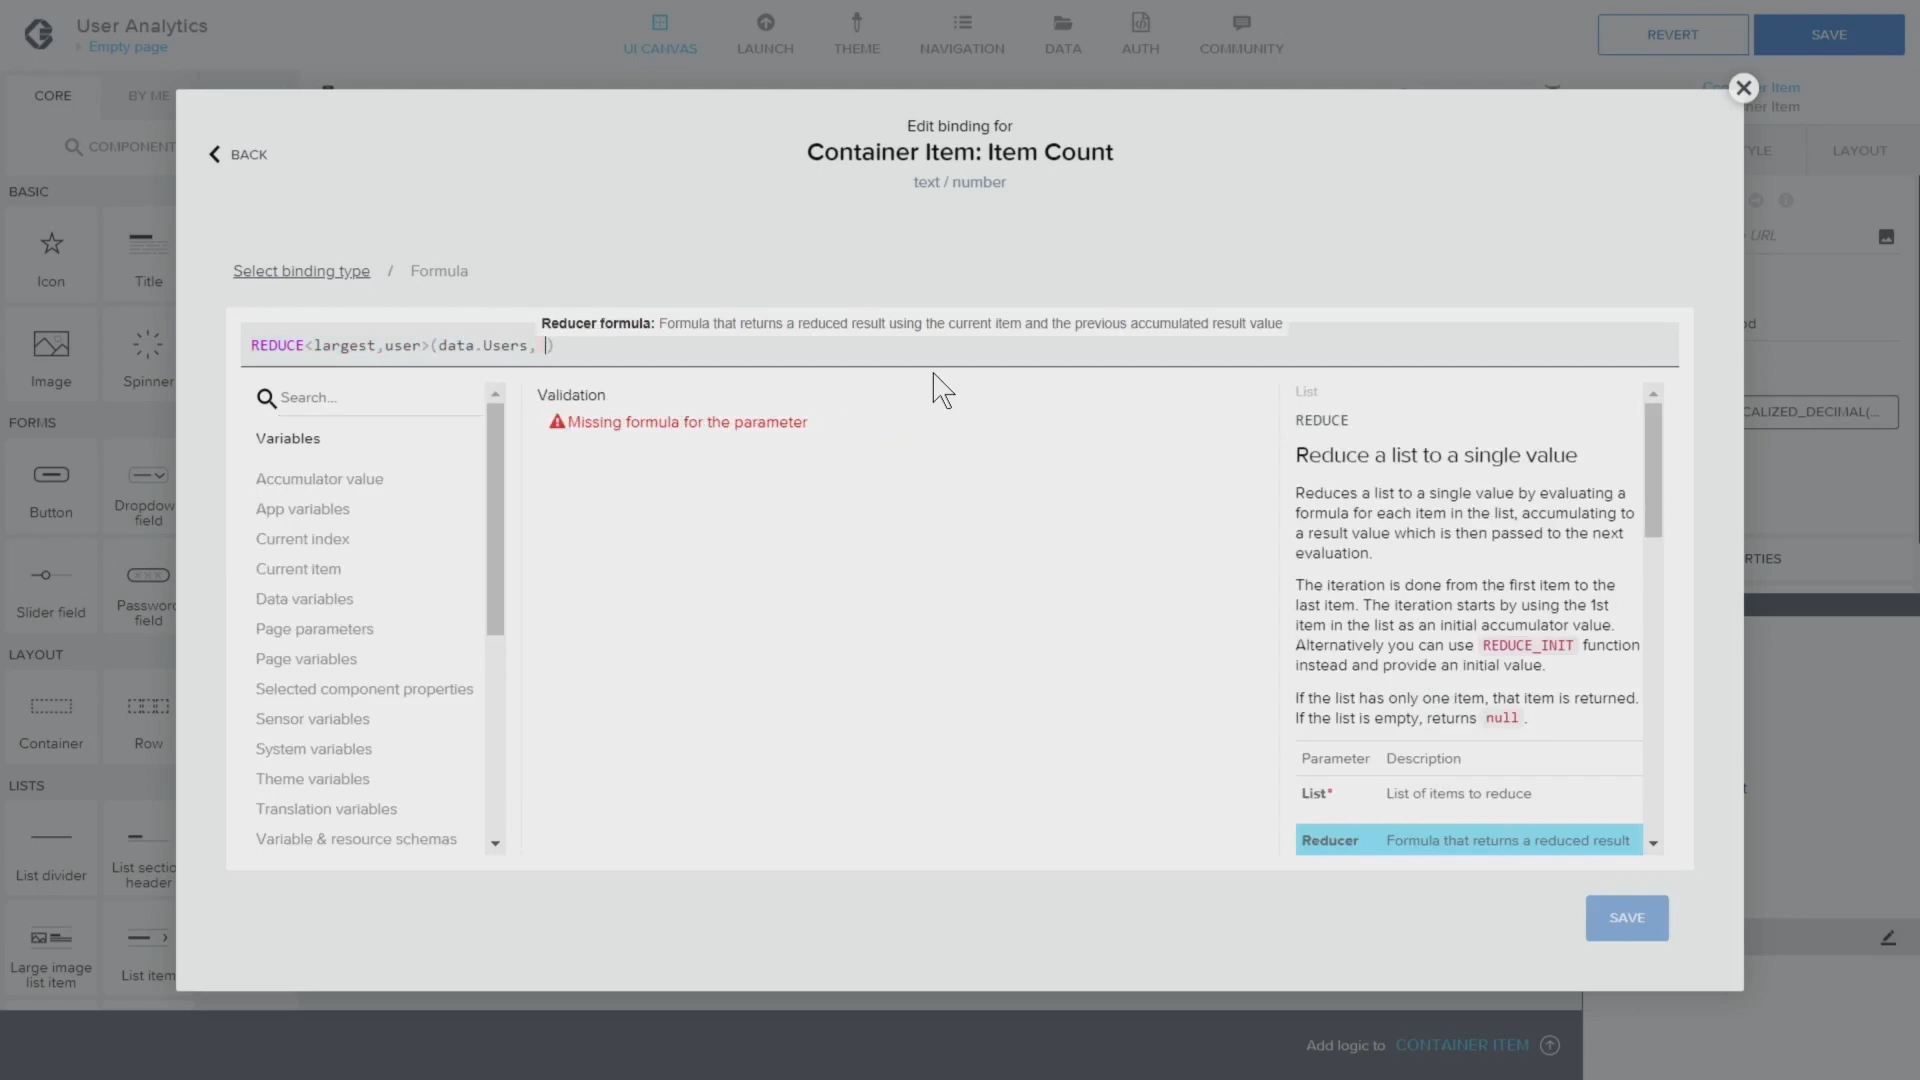 User Analytics
Empty page
UI CANVAS
LAUNCH
THEME
NAVIGATION
DATA
AUTH
COMMUNITY
REVERT
SAVE
CORE
BY ME
COMPONENT
BASIC
Icon
Title
Image
Spinner
FORMS
Button
Dropdow
field
Slider field
Passwor
field
LAYOUT
Container
Row
LISTS
List divider
List sectio
header
Large image
list item
List item
BACK
Edit binding for
Container Item: Item Count
text / number
Select binding type / Formula
Reducer formula: Formula that returns a reduced result using the current item and the previous accumulated result value
REDUCE<largest,user>(data.Users, )
Search...
Variables
Accumulator value
App variables
Current index
Current item
Data variables
Page parameters
Page variables
Selected component properties
Sensor variables
System variables
Theme variables
Translation variables
Variable & resource schemas
Validation
Missing formula for the parameter
List
REDUCE
Reduce a list to a single value
Reduces a list to a single value by evaluating a
formula for each item in the list, accumulating to
a result value which is then passed to the next
evaluation.
The iteration is done from the first item to the
last item. The iteration starts by using the 1st
item in the list as an initial accumulator value.
Alternatively you can use REDUCE_INIT function
instead and provide an initial value.
If the list has only one item, that item is returned.
If the list is empty, returns null.
Parameter Description
List* List of items to reduce
Reducer Formula that returns a reduced result
SAVE
r Item
ner Item
YLE
LAYOUT
URL
od
CALIZED_DECIMAL(...
RTIES
t
Add logic to CONTAINER ITEM